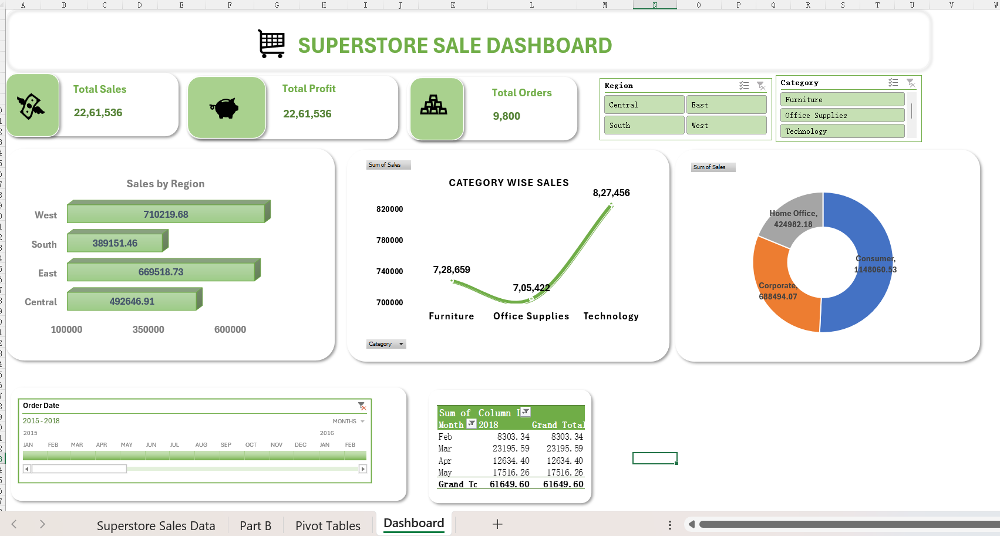 A B C D E F G H I J K L M N O P Q R S T U V W
SUPERSTORE SALE DASHBOARD
Total Sales
22,61,536
Total Profit
22,61,536
Total Orders
9,800
Region
Central East
South West
Category
Furniture
Office Supplies
Technology
Sales by Region
West 710219.68
South 389151.46
East 669518.73
Central 492646.91
100000 350000 600000
Sum of Sales
CATEGORY WISE SALES
8,27,456
820000
780000
740000
7,28,659
7,05,422
700000
Furniture Office Supplies Technology
Category
Sum of Sales
Home Office,
424982.18
Consumer,
1148060.53
Corporate,
688494.07
Order Date
2015 - 2018
MONTHS
2015 2016
JAN FEB MAR APR MAY JUN JUL AUG SEP OCT NOV DEC JAN FEB
Sum of Column L
Month 2018 Grand Total
Feb 8303.34 8303.34
Mar 23195.59 23195.59
Apr 12634.40 12634.40
May 17516.26 17516.26
Grand To 61649.60 61649.60
Superstore Sales Data Part B Pivot Tables Dashboard